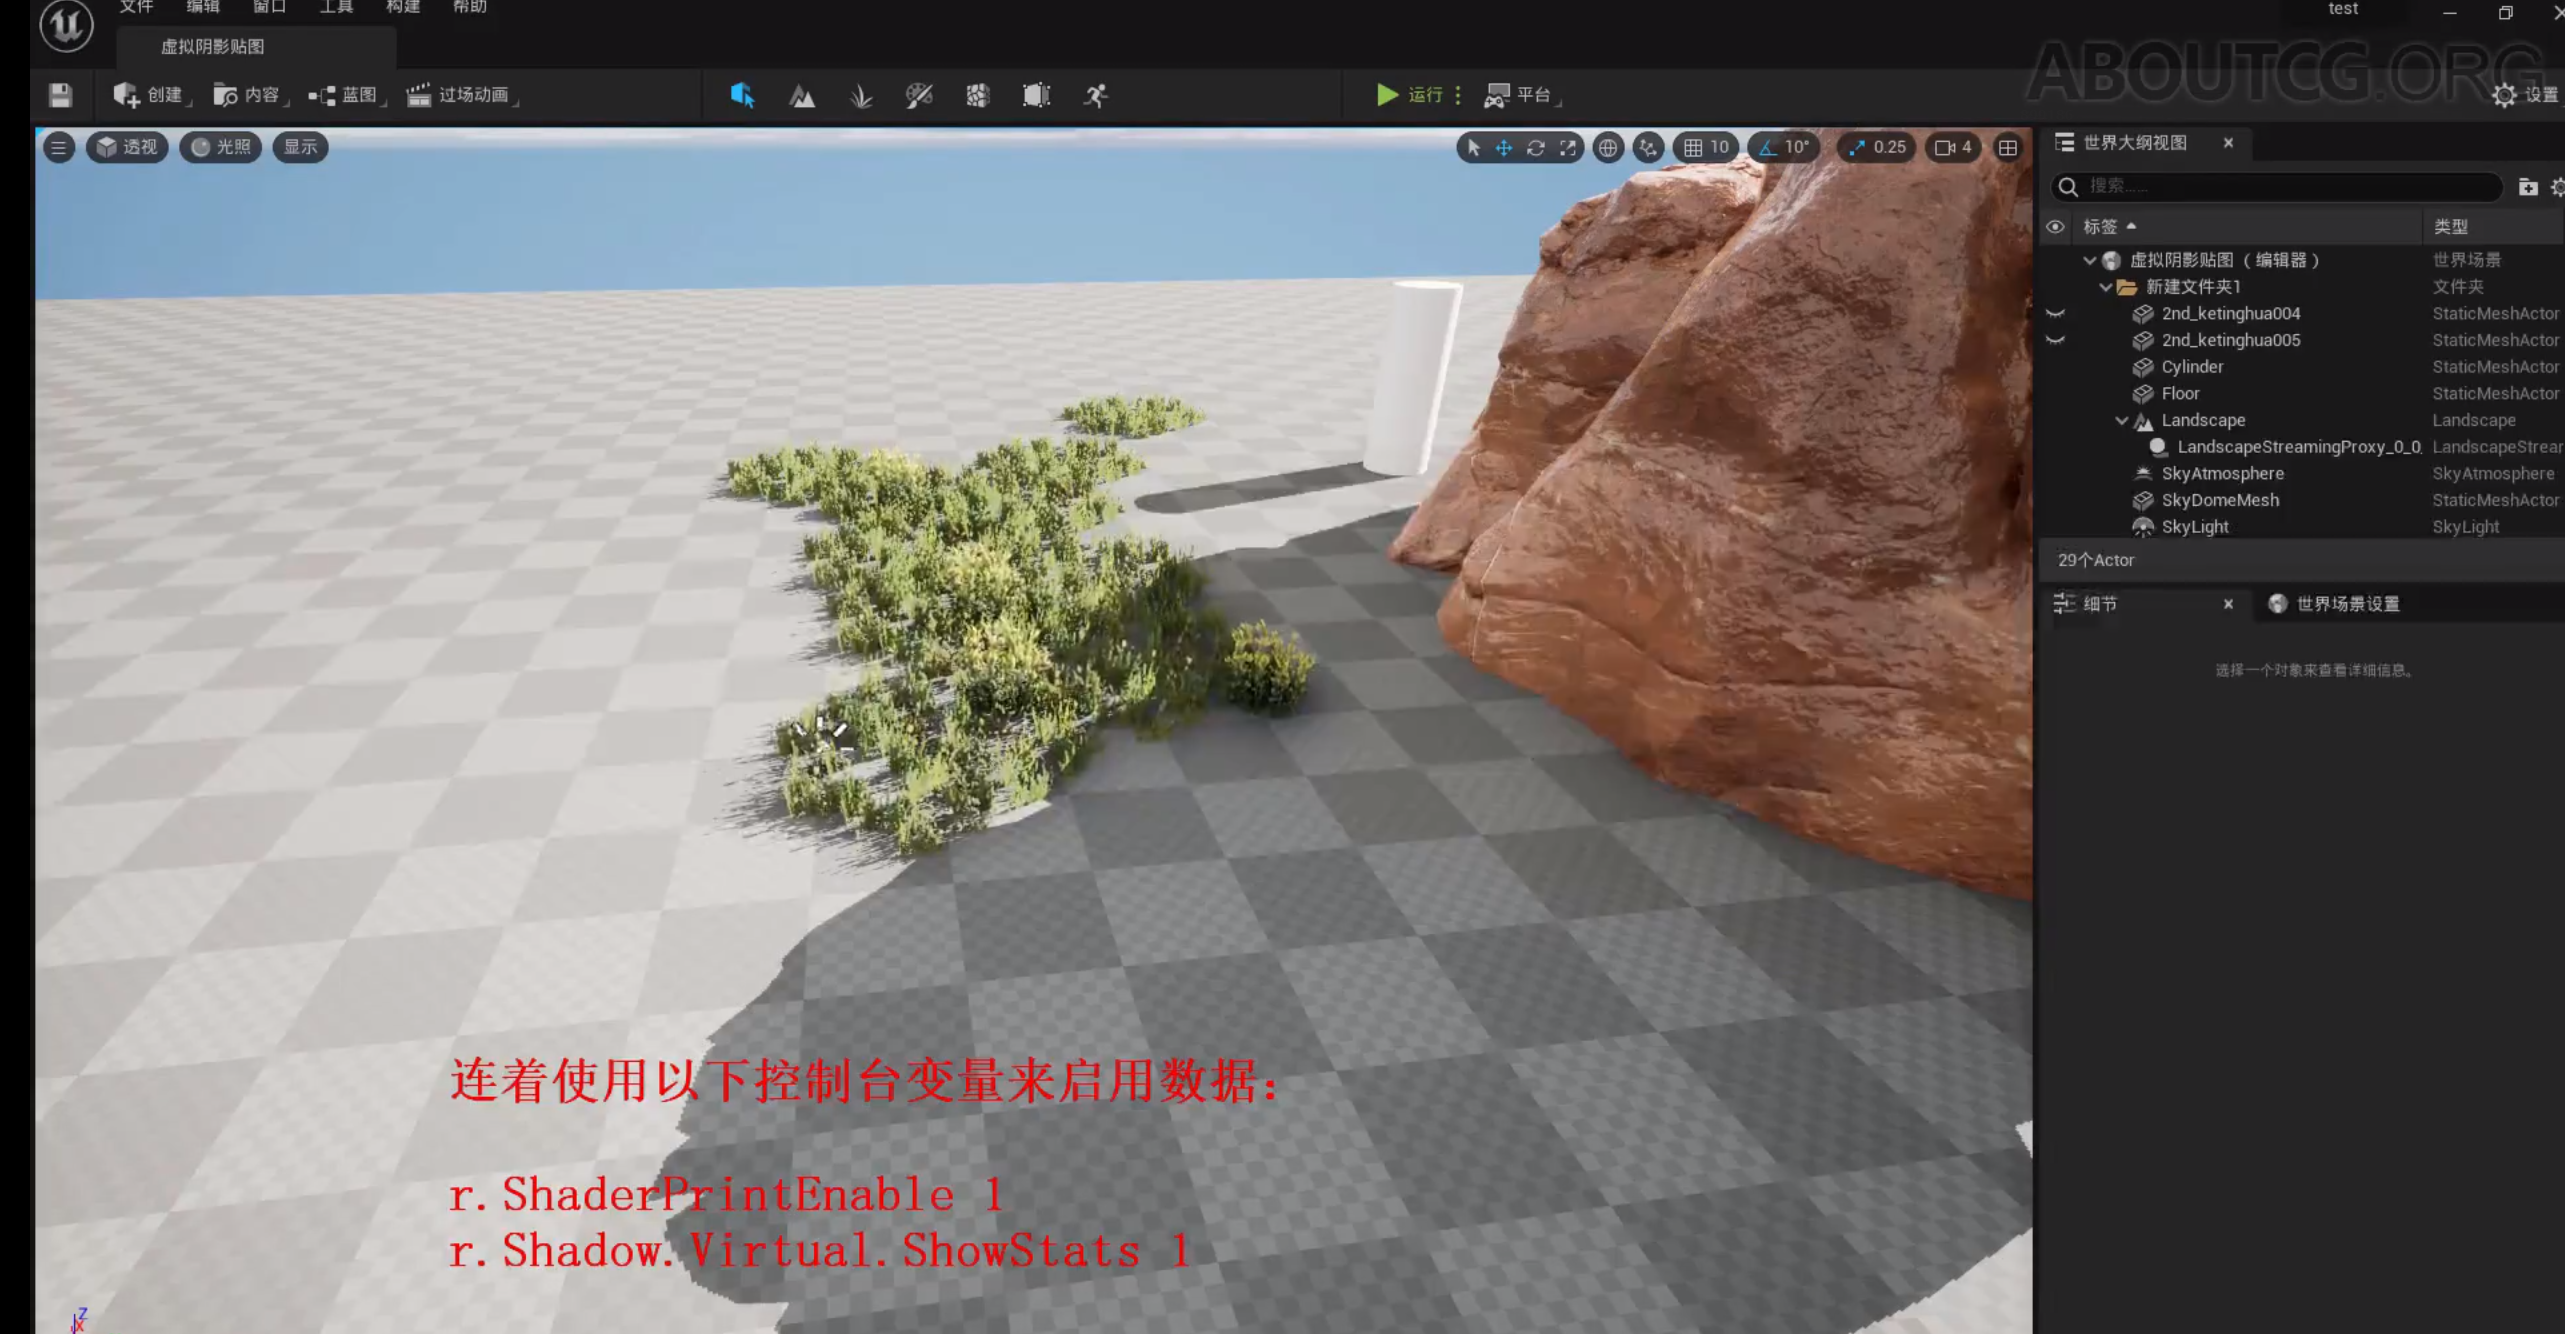 文件 编辑 窗口 工具 构建 帮助
test
虚拟阴影贴图
ABOUTCG.ORG
创建 内容 蓝图 过场动画
运行 平台
设置
透视 光照 显示
10 10° 0.25 4
世界大纲视图
搜索......
标签 类型
虚拟阴影贴图（编辑器） 世界场景
新建文件夹1 文件夹
2nd_ketinghua004 StaticMeshActor
2nd_ketinghua005 StaticMeshActor
Cylinder StaticMeshActor
Floor StaticMeshActor
Landscape Landscape
LandscapeStreamingProxy_0_0 LandscapeStrear
SkyAtmosphere SkyAtmosphere
SkyDomeMesh StaticMeshActor
SkyLight SkyLight
29个Actor
细节 世界场景设置
选择一个对象来查看详细信息。
连着使用以下控制台变量来启用数据：
r.ShaderPrintEnable 1
r.Shadow.Virtual.ShowStats 1
Z
X